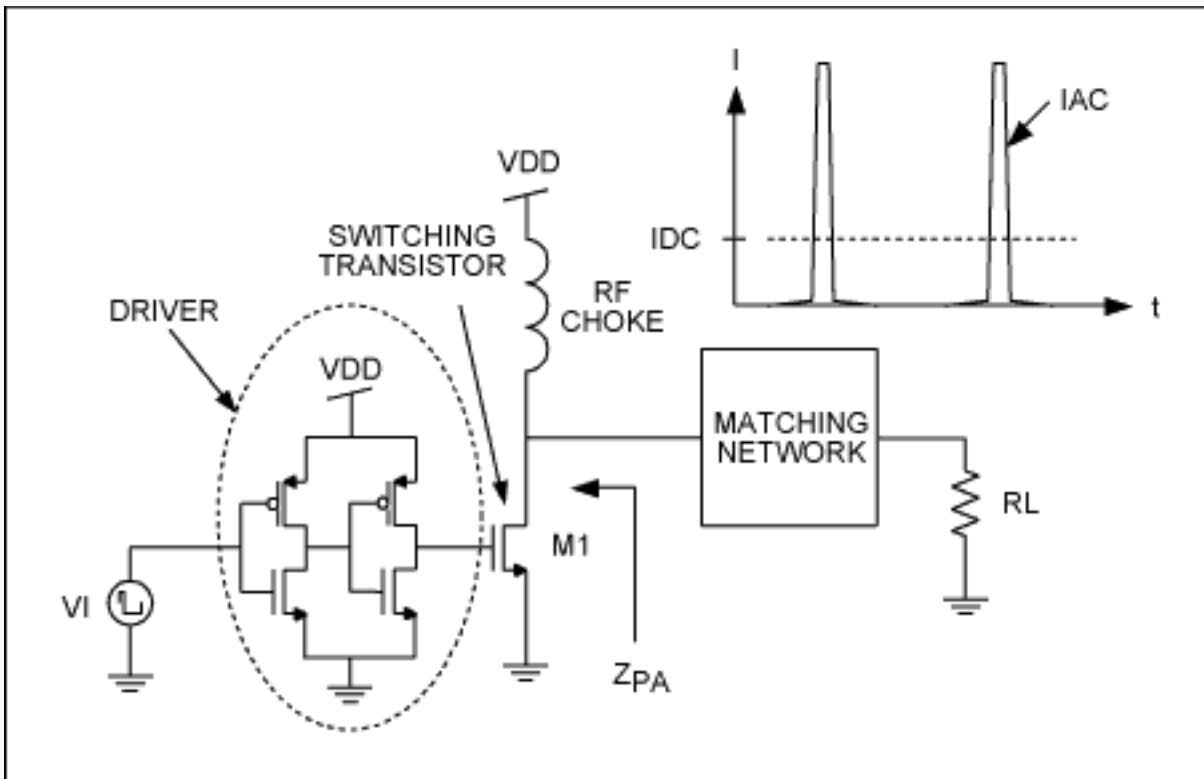 I
IAC
VDD
SWITCHING
TRANSISTOR
IDC
RF
CHOKE
t
DRIVER
VDD
MATCHING
NETWORK
RL
M1
VI
ZPA